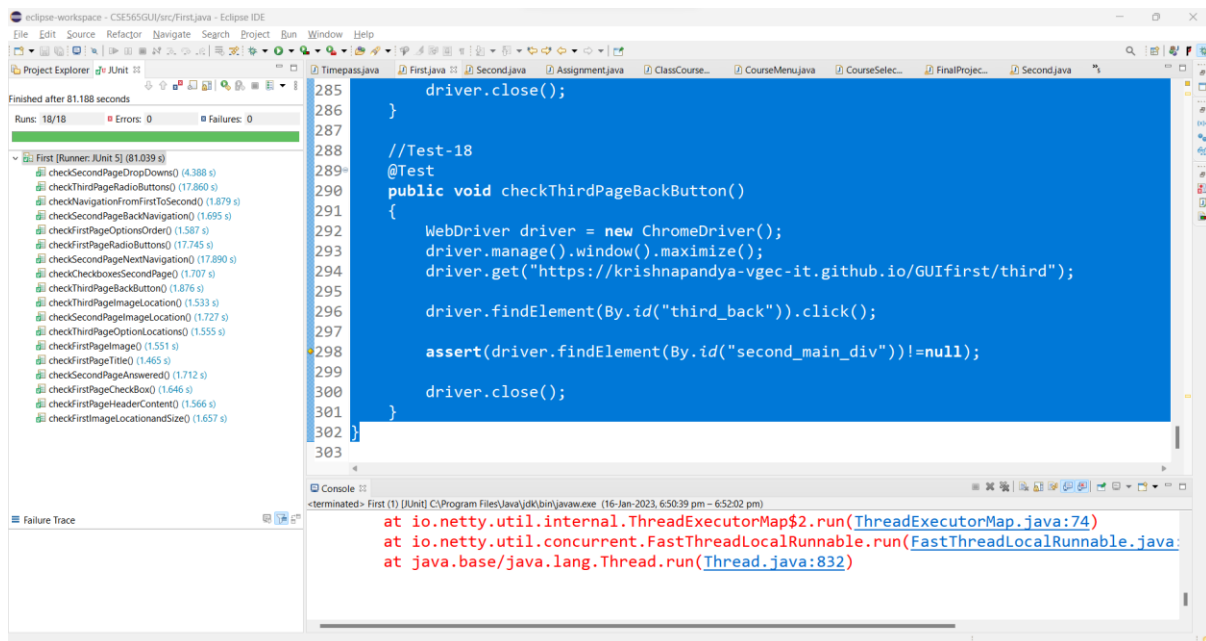 eclipse-workspace - CSE565GUI/src/First.java - Eclipse IDE
File Edit Source Refactor Navigate Search Project Run Window Help
Project Explorer JUnit
Finished after 81.188 seconds
Runs: 18/18 Errors: 0 Failures: 0
First [Runner: JUnit 5] (81.039 s)
checkSecondPageDropDowns() (4.388 s)
checkThirdPageRadioButtons() (17.860 s)
checkNavigationFromFirstToSecond() (1.879 s)
checkSecondPageBackNavigation() (1.695 s)
checkFirstPageOptionsOrder() (1.587 s)
checkFirstPageRadioButtons() (17.745 s)
checkSecondPageNextNavigation() (17.890 s)
checkCheckboxesSecondPage() (1.707 s)
checkThirdPageBackButton() (1.876 s)
checkThirdPageImageLocation() (1.533 s)
checkSecondPageImageLocation() (1.727 s)
checkThirdPageOptionLocations() (1.555 s)
checkFirstPageImage() (1.551 s)
checkFirstPageTitle() (1.465 s)
checkSecondPageAnswered() (1.712 s)
checkFirstPageCheckBox() (1.646 s)
checkFirstPageHeaderContent() (1.566 s)
checkFirstImageLocationandSize() (1.657 s)
Failure Trace
Timepass.java First.java Second.java Assignment.java ClassCourse... CourseMenu.java CourseSelec... FinalProjec... Second.java
285 driver.close();
286 }
287
288 //Test-18
289 @Test
290 public void checkThirdPageBackButton()
291 {
292 WebDriver driver = new ChromeDriver();
293 driver.manage().window().maximize();
294 driver.get("https://krishnapandya-vgec-it.github.io/GUIfirst/third");
295
296 driver.findElement(By.id("third_back")).click();
297
298 assert(driver.findElement(By.id("second_main_div"))!=null);
299
300 driver.close();
301 }
302 }
303
Console
<terminated> First (1) [JUnit] C:\Program Files\Java\jdk\bin\javaw.exe (16-Jan-2023, 6:50:39 pm – 6:52:02 pm)
at io.netty.util.internal.ThreadExecutorMap$2.run(ThreadExecutorMap.java:74)
at io.netty.util.concurrent.FastThreadLocalRunnable.run(FastThreadLocalRunnable.java:
at java.base/java.lang.Thread.run(Thread.java:832)